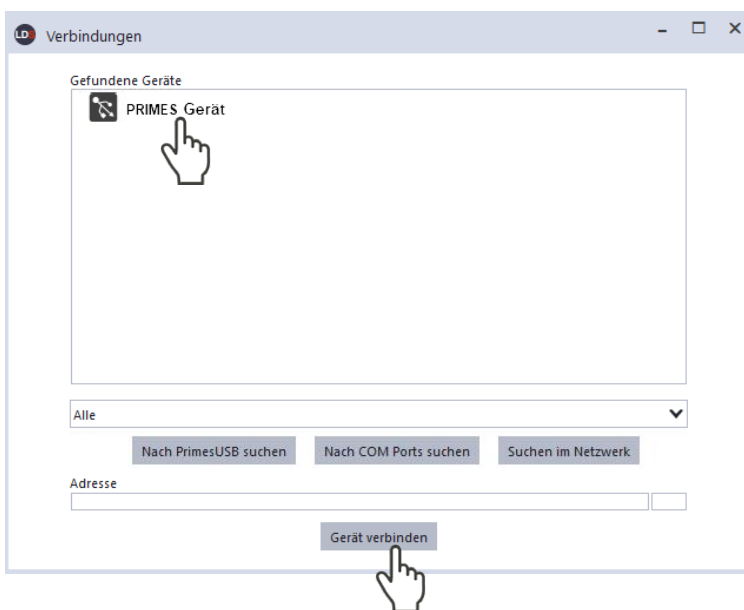 LDS Verbindungen
Gefundene Geräte
PRIMES Gerät
Alle
Nach PrimesUSB suchen Nach COM Ports suchen Suchen im Netzwerk
Adresse
Gerät verbinden